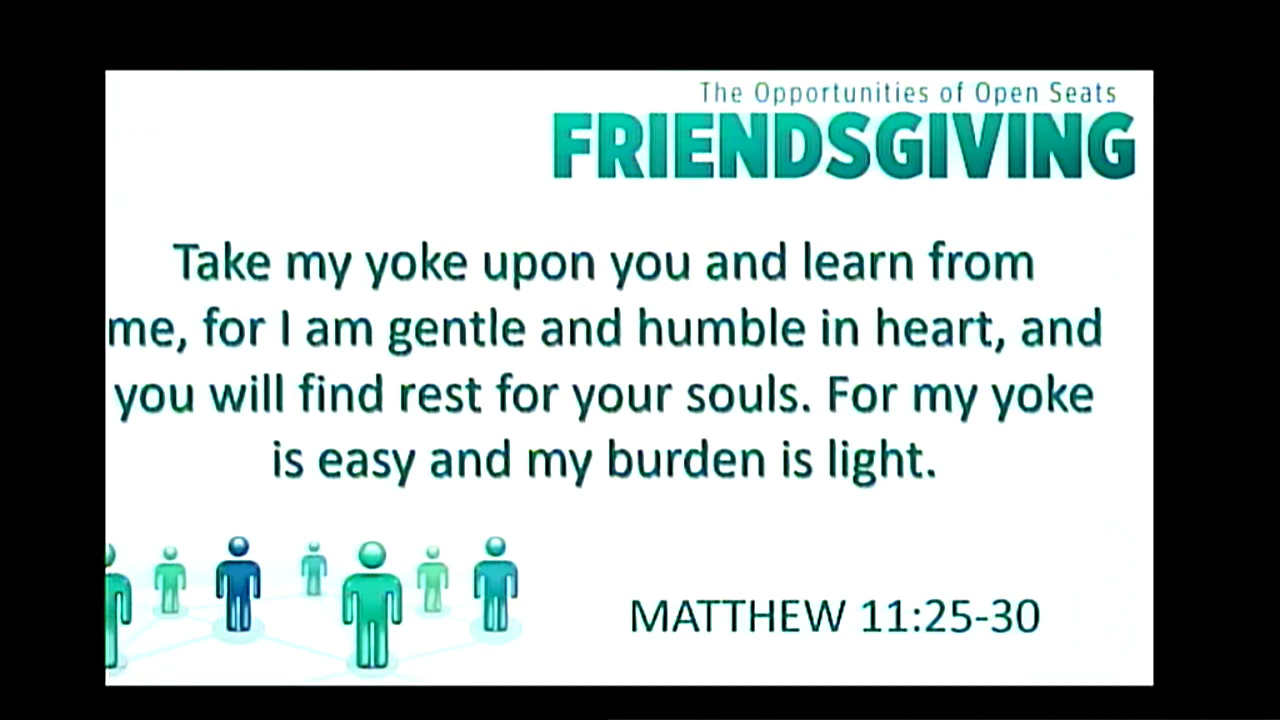 The Opportunities of Open Seats
FRIENDSGIVING
Take my yoke upon you and learn from
me, for I am gentle and humble in heart, and
you will find rest for your souls. For my yoke
is easy and my burden is light.
MATTHEW 11:25-30